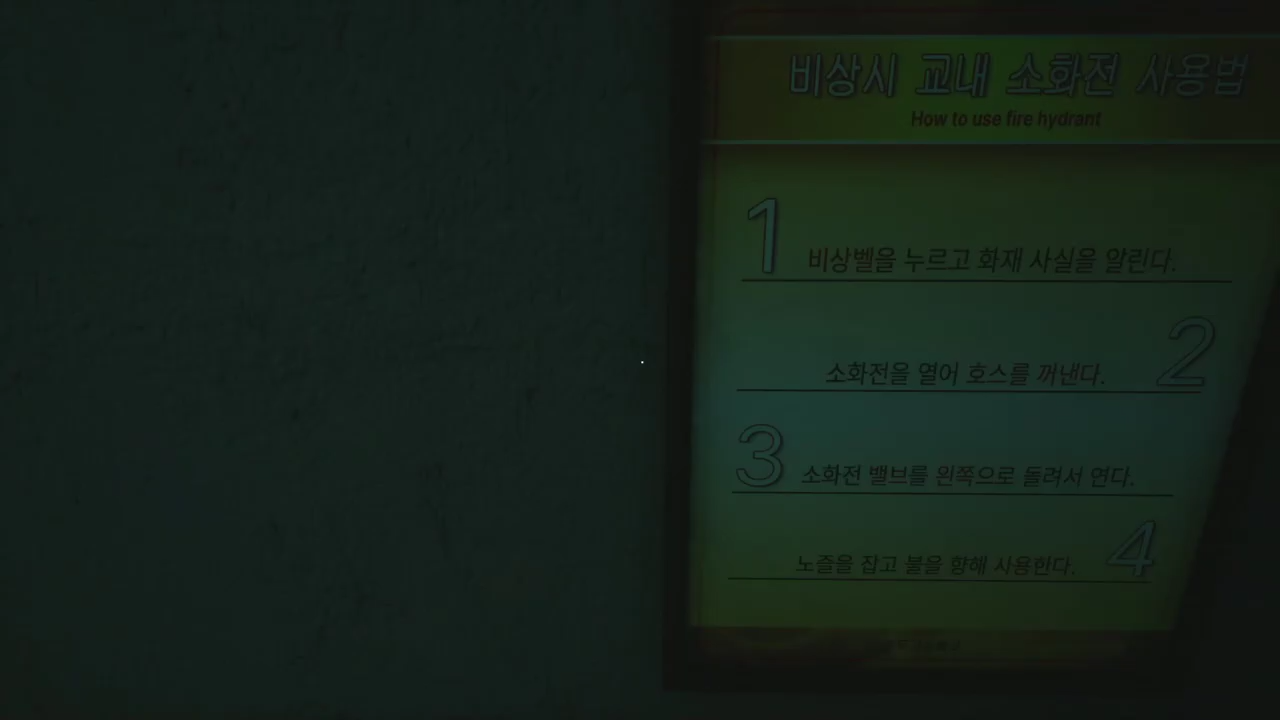 비상시 교내 소화전 사용법
How to use fire hydrant
1 비상벨을 누르고 화재 사실을 알린다.
소화전을 열어 호스를 꺼낸다. 2
3 소화전 밸브를 왼쪽으로 돌려서 연다.
노즐을 잡고 불을 향해 사용한다. 4